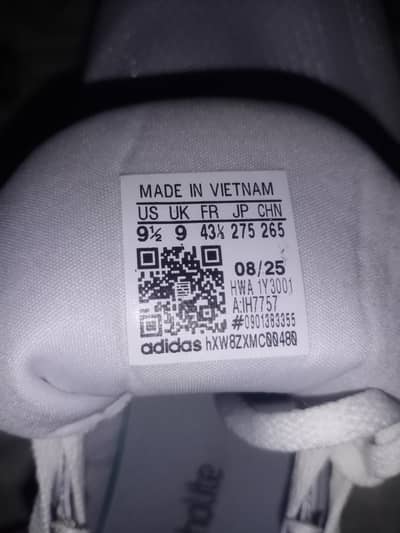 MADE IN VIETNAM
US UK FR JP CHN
9½ 9 43⅓ 275 265
08/25
HWA 1Y3001
A:IH7757
#0901383355
adidas hXW8ZXMC00480